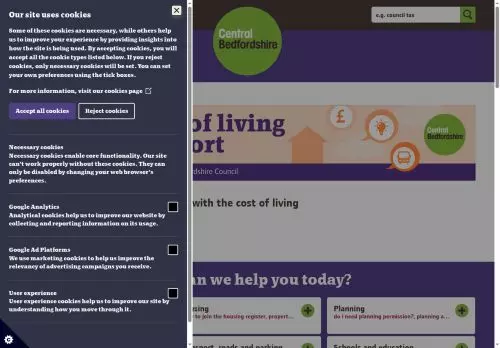 Our site uses cookies
Some of these cookies are necessary, while others help
us to improve your experience by providing insights into
how the site is being used. By accepting cookies, you will
accept all the cookie types listed below. If you reject
cookies, only necessary cookies will be set. You can set
your own preferences using the tick boxes.
For more information, visit our cookies page
Accept all cookies
Reject cookies
Necessary cookies
Necessary cookies enable core functionality. Our site
can't work properly without these cookies. They can
only be disabled by changing your web browser's
preferences.
Google Analytics
Analytical cookies help us to improve our website by
collecting and reporting information on its usage.
Google Ad Platforms
We use marketing cookies to help us improve the
relevancy of advertising campaigns you receive.
User experience
User experience cookies help us to improve our site by
understanding how you move through it.
Central
Bedfordshire
e.g. council tax
of living
ort
£
Central
Bedfordshire
rdshire Council
with the cost of living
an we help you today?
using
to join the housing register, propert...
Planning
do i need planning permission?, planning a...
sport, roads and parking
Schools and education